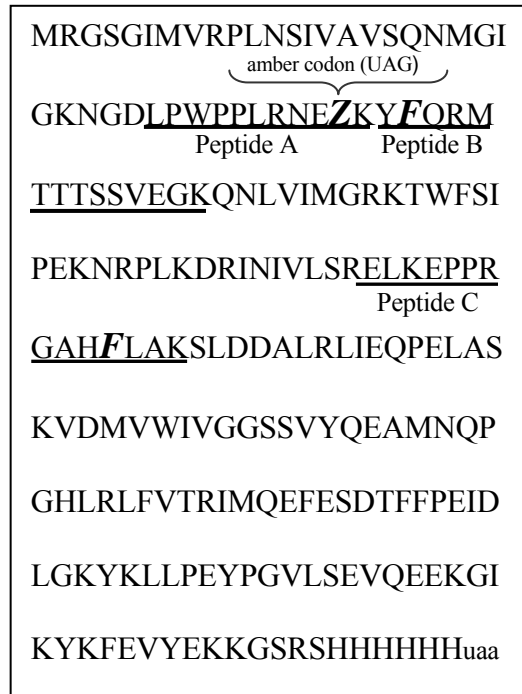 MRGSGIMVRPLNSIVAVSQNMGI
amber codon (UAG)
GKNGDLPWPPLRNEZKYFQRM
Peptide A Peptide B
TTTSSVEGKQNLVIMGRKTWFSI
PEKNRPLKDRINIVLSRELKEPPR
Peptide C
GAHFLAKSLDDALRLIEQPELAS
KVDMVWIVGGSSVYQEAMNQP
GHLRLFVTRIMQEFESDTFFPEID
LGKYKLLPEYPGVLSEVQEEKGI
KYKFEVYEKKGSRSHHHHHHuaa